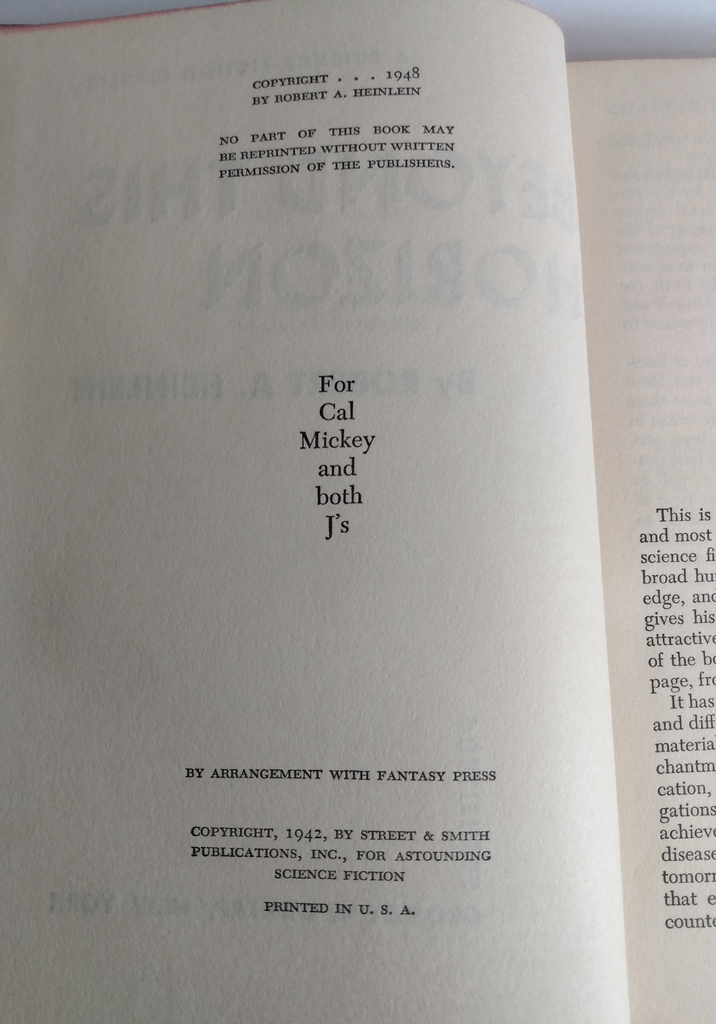 COPYRIGHT . . . 1948
BY ROBERT A. HEINLEIN
NO PART OF THIS BOOK MAY
BE REPRINTED WITHOUT WRITTEN
PERMISSION OF THE PUBLISHERS.
For
Cal
Mickey
and
both
J's
BY ARRANGEMENT WITH FANTASY PRESS
COPYRIGHT, 1942, BY STREET & SMITH
PUBLICATIONS, INC., FOR ASTOUNDING
SCIENCE FICTION
PRINTED IN U. S. A.
This is
and most
science fi
broad hu
edge, and
gives his
attractive
of the bo
page, fro
It has
and diff
material
chantm
cation,
gations
achieve
disease
tomorr
that e
counte